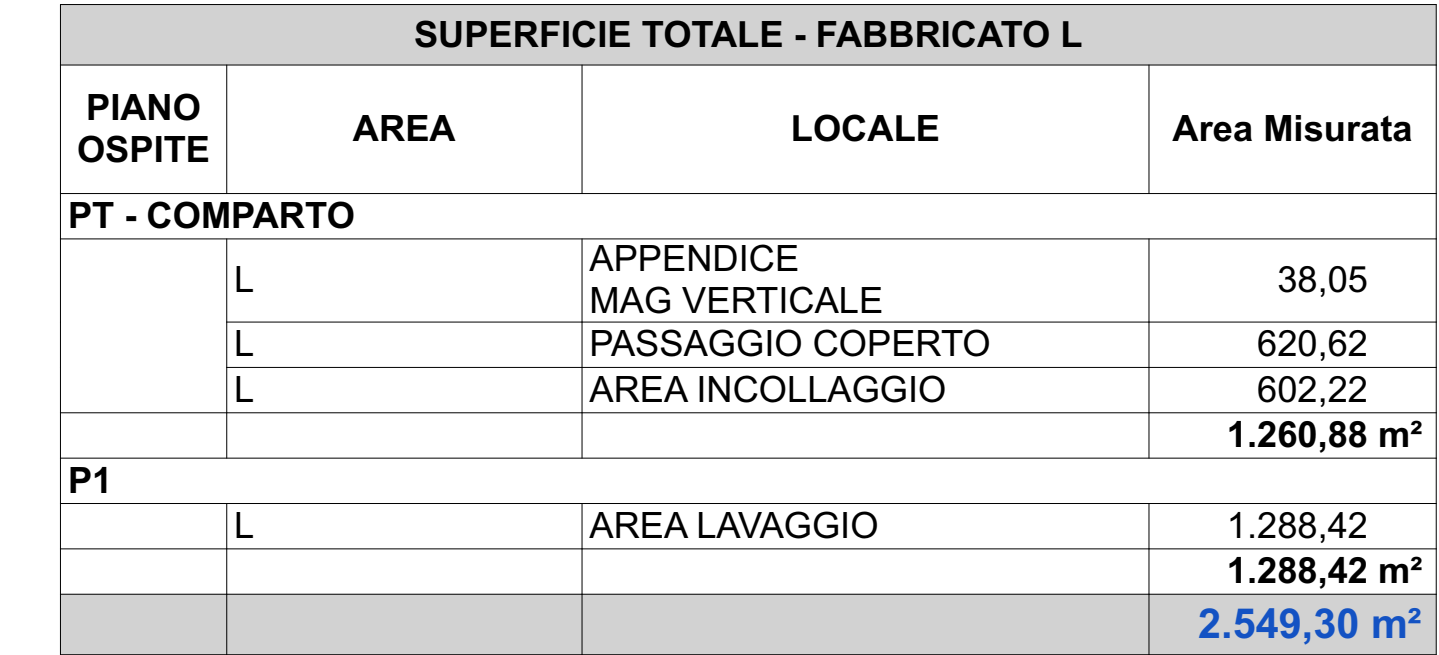 SUPERFICIE TOTALE - FABBRICATO L
PIANO OSPITE AREA LOCALE Area Misurata
PT - COMPARTO
L APPENDICE MAG VERTICALE 38,05
L PASSAGGIO COPERTO 620,62
L AREA INCOLLAGGIO 602,22
1.260,88 m²
P1
L AREA LAVAGGIO 1.288,42
1.288,42 m²
2.549,30 m²